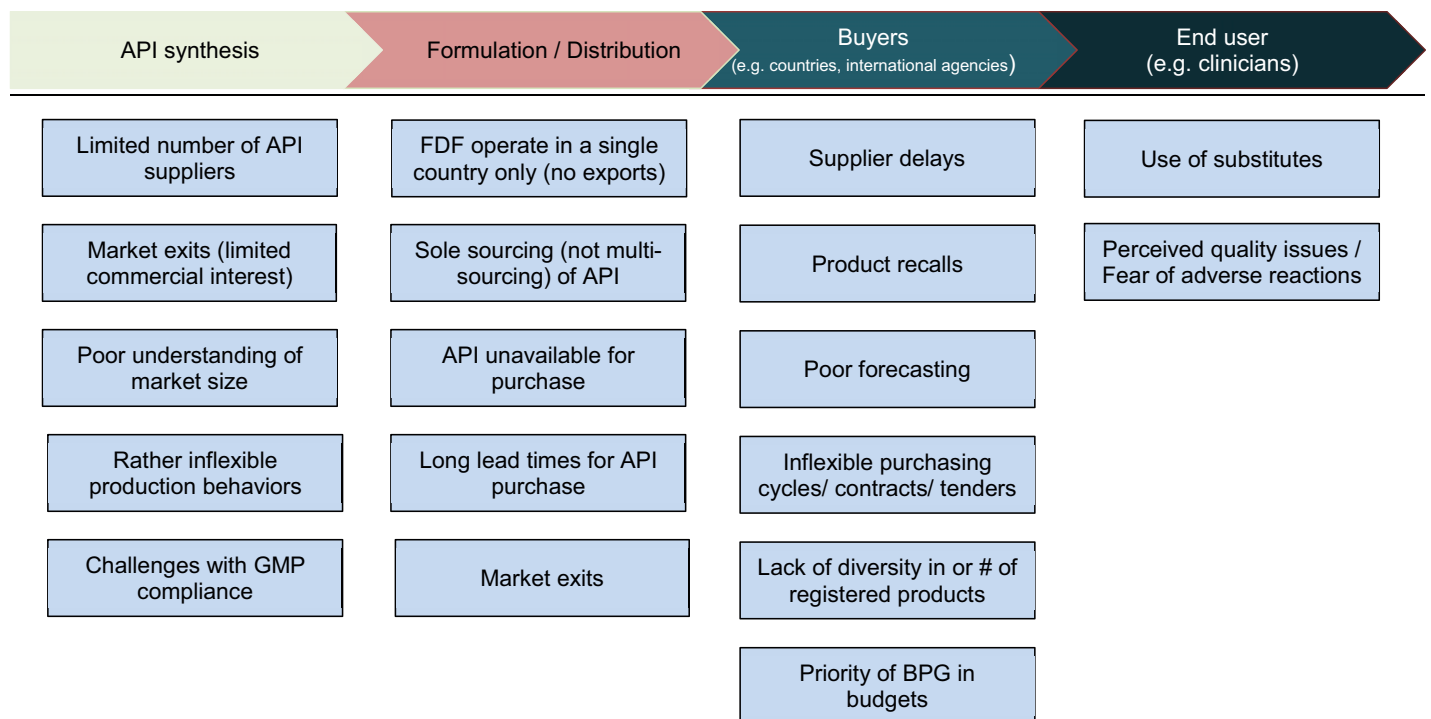 API synthesis
Formulation / Distribution
Buyers
(e.g. countries, international agencies)
End user
(e.g. clinicians)
Limited number of API
suppliers
Market exits (limited
commercial interest)
Poor understanding of
market size
Rather inflexible
production behaviors
Challenges with GMP
compliance
FDF operate in a single
country only (no exports)
Sole sourcing (not multi-
sourcing) of API
API unavailable for
purchase
Long lead times for API
purchase
Market exits
Supplier delays
Product recalls
Poor forecasting
Inflexible purchasing
cycles/ contracts/ tenders
Lack of diversity in or # of
registered products
Priority of BPG in
budgets
Use of substitutes
Perceived quality issues /
Fear of adverse reactions